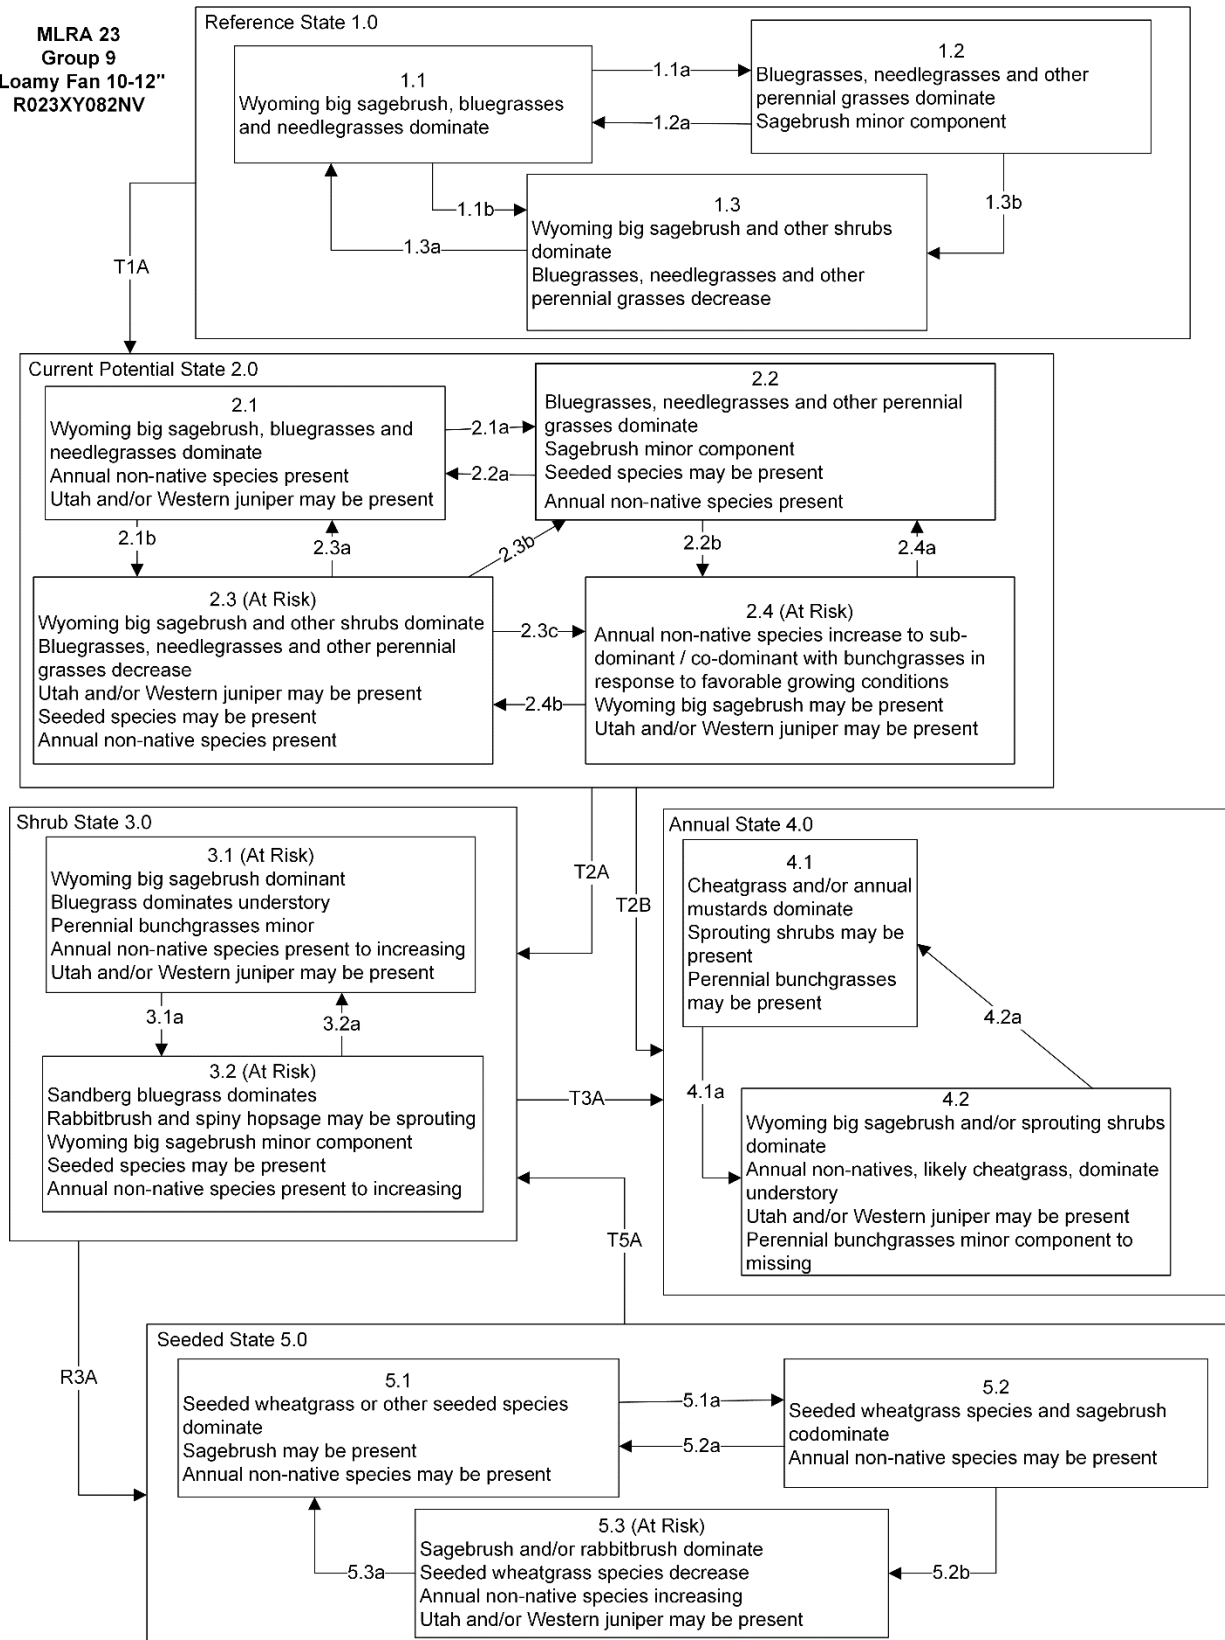 MLRA 23
Group 9
Loamy Fan 10-12"
R023XY082NV
Reference State 1.0
1.1
Wyoming big sagebrush, bluegrasses
and needlegrasses dominate
1.1a
1.2a
1.2
Bluegrasses, needlegrasses and other
perennial grasses dominate
Sagebrush minor component
1.1b
1.3a
1.3
Wyoming big sagebrush and other shrubs
dominate
Bluegrasses, needlegrasses and other
perennial grasses decrease
1.3b
T1A
Current Potential State 2.0
2.1
Wyoming big sagebrush, bluegrasses and
needlegrasses dominate
Annual non-native species present
Utah and/or Western juniper may be present
2.1a
2.2a
2.2
Bluegrasses, needlegrasses and other perennial
grasses dominate
Sagebrush minor component
Seeded species may be present
Annual non-native species present
2.1b
2.3a
2.3b
2.2b
2.4a
2.3 (At Risk)
Wyoming big sagebrush and other shrubs dominate
Bluegrasses, needlegrasses and other perennial
grasses decrease
Utah and/or Western juniper may be present
Seeded species may be present
Annual non-native species present
2.3c
2.4b
2.4 (At Risk)
Annual non-native species increase to sub-
dominant / co-dominant with bunchgrasses in
response to favorable growing conditions
Wyoming big sagebrush may be present
Utah and/or Western juniper may be present
Shrub State 3.0
3.1 (At Risk)
Wyoming big sagebrush dominant
Bluegrass dominates understory
Perennial bunchgrasses minor
Annual non-native species present to increasing
Utah and/or Western juniper may be present
3.1a
3.2a
3.2 (At Risk)
Sandberg bluegrass dominates
Rabbitbrush and spiny hopsage may be sprouting
Wyoming big sagebrush minor component
Seeded species may be present
Annual non-native species present to increasing
T2A
T2B
T3A
T5A
Annual State 4.0
4.1
Cheatgrass and/or annual
mustards dominate
Sprouting shrubs may be
present
Perennial bunchgrasses
may be present
4.1a
4.2a
4.2
Wyoming big sagebrush and/or sprouting shrubs
dominate
Annual non-natives, likely cheatgrass, dominate
understory
Utah and/or Western juniper may be present
Perennial bunchgrasses minor component to
missing
R3A
Seeded State 5.0
5.1
Seeded wheatgrass or other seeded species
dominate
Sagebrush may be present
Annual non-native species may be present
5.1a
5.2a
5.2
Seeded wheatgrass species and sagebrush
codominate
Annual non-native species may be present
5.3a
5.3 (At Risk)
Sagebrush and/or rabbitbrush dominate
Seeded wheatgrass species decrease
Annual non-native species increasing
Utah and/or Western juniper may be present
5.2b